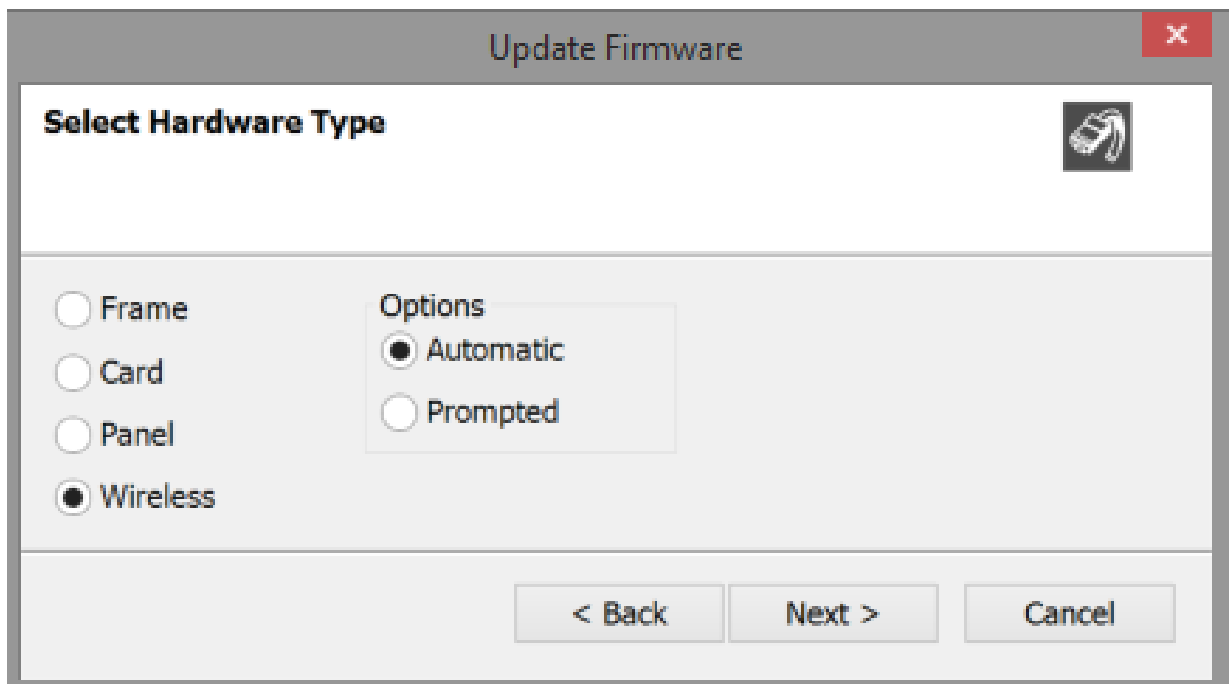 Update Firmware
Select Hardware Type
Frame
Card
Panel
Wireless
Options
Automatic
Prompted
< Back
Next >
Cancel